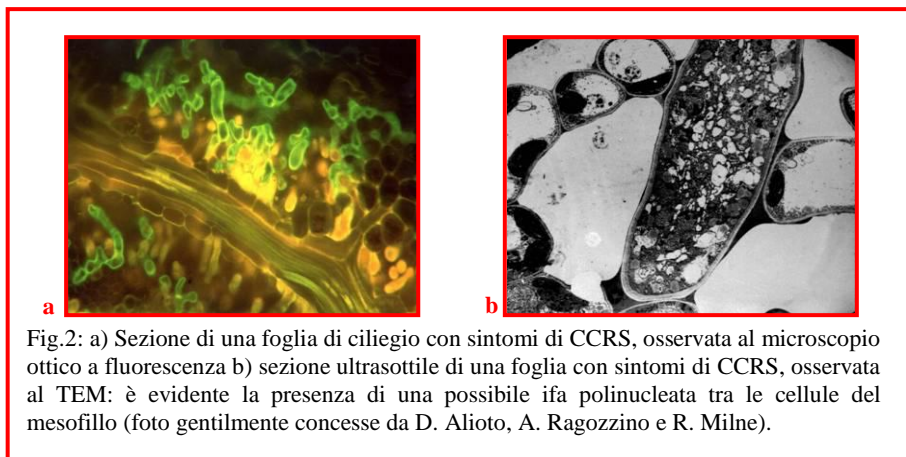 a
b
Fig.2: a) Sezione di una foglia di ciliegio con sintomi di CCRS, osservata al microscopio
ottico a fluorescenza b) sezione ultrasottile di una foglia con sintomi di CCRS, osservata
al TEM: è evidente la presenza di una possibile ifa polinucleata tra le cellule del
mesofillo (foto gentilmente concesse da D. Alioto, A. Ragozzino e R. Milne).